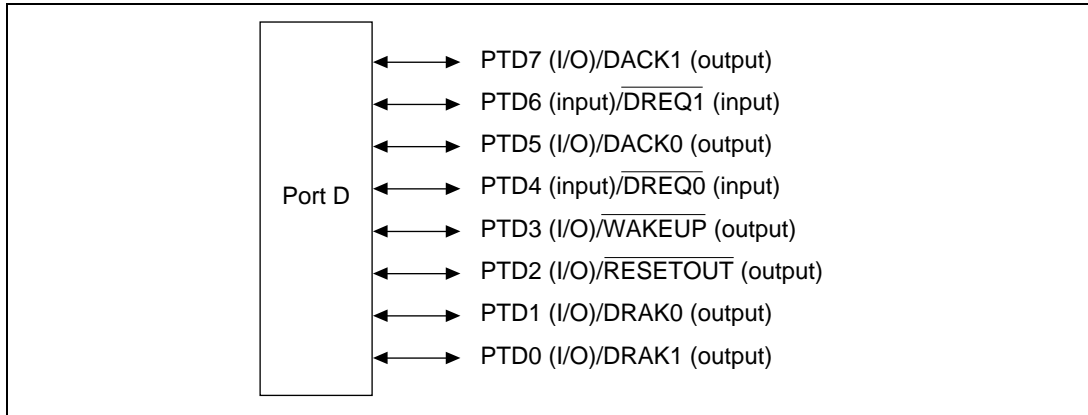 Port D
PTD7 (I/O)/DACK1 (output)
PTD6 (input)/DREQ1 (input)
PTD5 (I/O)/DACK0 (output)
PTD4 (input)/DREQ0 (input)
PTD3 (I/O)/WAKEUP (output)
PTD2 (I/O)/RESETOUT (output)
PTD1 (I/O)/DRAK0 (output)
PTD0 (I/O)/DRAK1 (output)